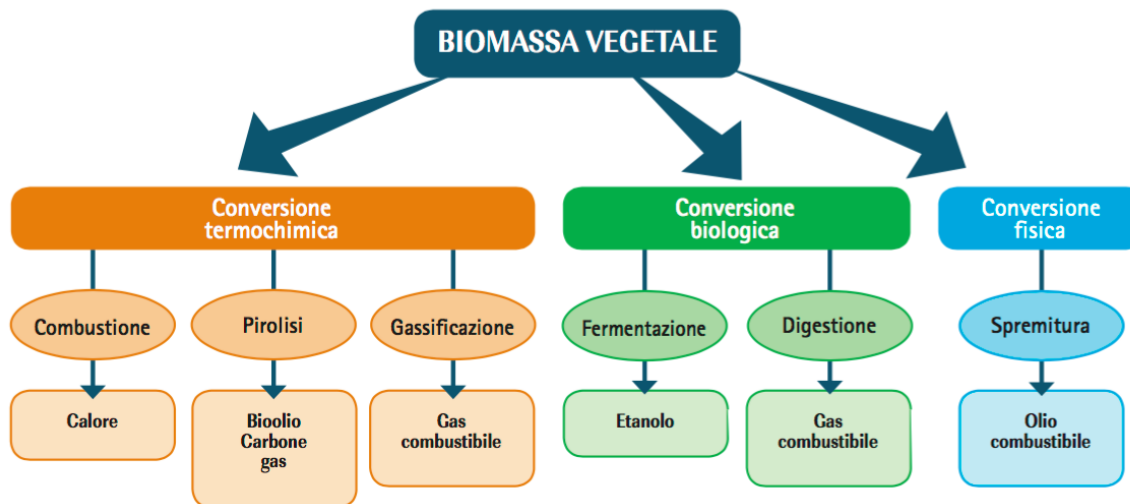 BIOMASSA VEGETALE
Conversione
termochimica
Conversione
biologica
Conversione
fisica
Combustione
Pirolisi
Gassificazione
Fermentazione
Digestione
Spremitura
Calore
Bioolio
Carbone
gas
Gas
combustibile
Etanolo
Gas
combustibile
Olio
combustibile